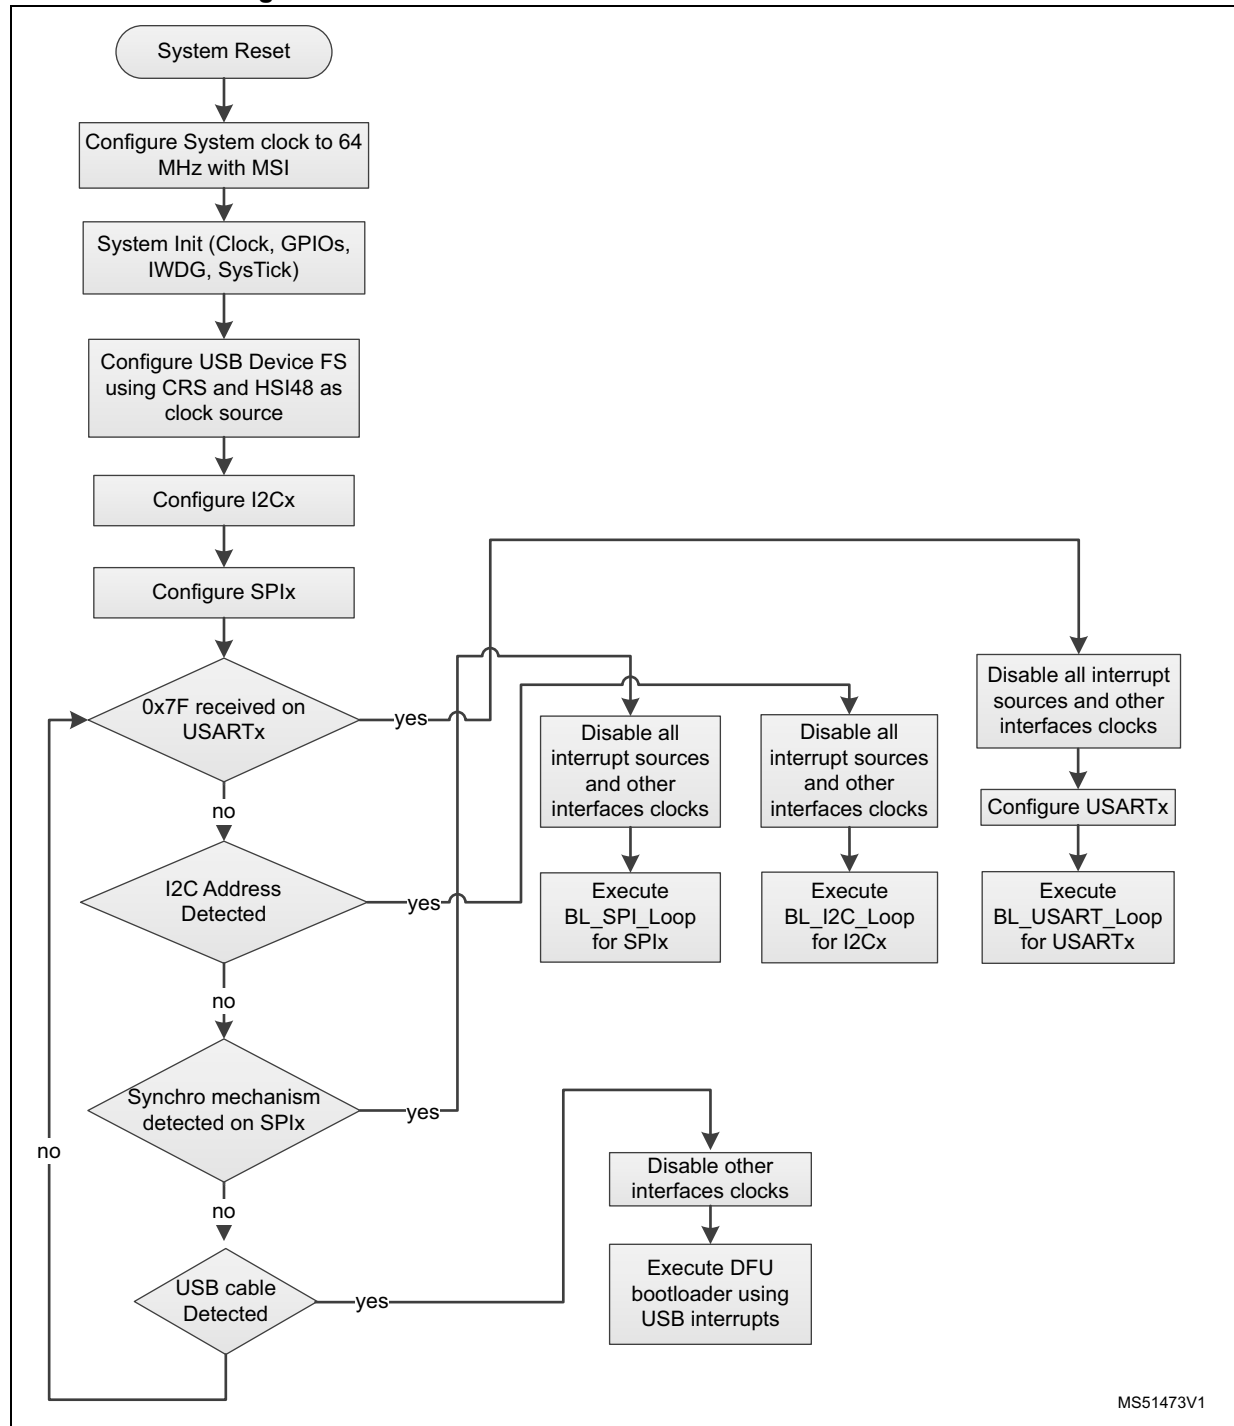 System Reset
Configure System clock to 64
MHz with MSI
System Init (Clock, GPIOs,
IWDG, SysTick)
Configure USB Device FS
using CRS and HSI48 as
clock source
Configure I2Cx
Configure SPIx
0x7F received on
USARTx
yes
no
I2C Address
Detected
yes
no
Synchro mechanism
detected on SPIx
yes
no
USB cable
Detected
yes
no
Disable all
interrupt sources
and other
interfaces clocks
Execute
BL_SPI_Loop
for SPIx
Disable all
interrupt sources
and other
interfaces clocks
Execute
BL_I2C_Loop
for I2Cx
Disable all interrupt
sources and other
interfaces clocks
Configure USARTx
Execute
BL_USART_Loop
for USARTx
Disable other
interfaces clocks
Execute DFU
bootloader using
USB interrupts
MS51473V1